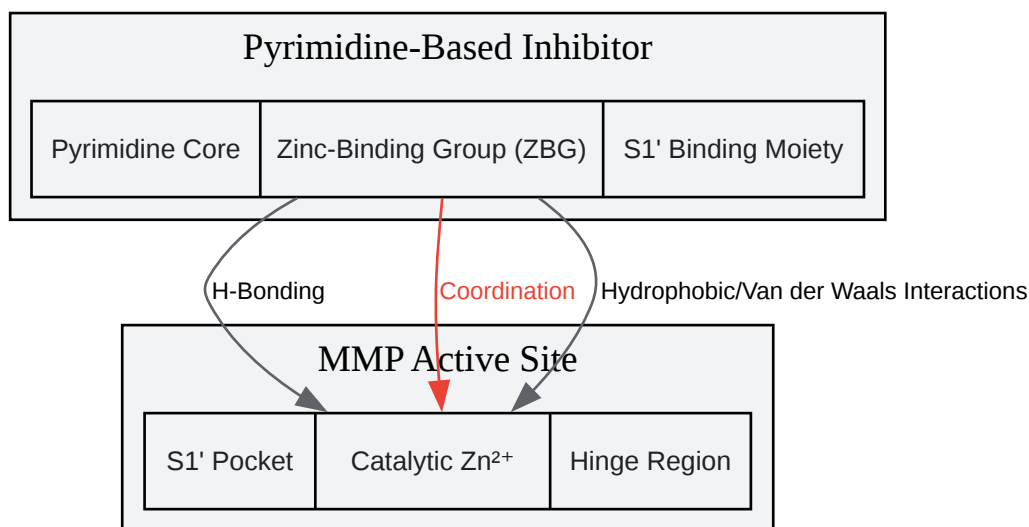 Pyrimidine-Based Inhibitor
Pyrimidine Core
Zinc-Binding Group (ZBG)
S1' Binding Moiety
H-Bonding
Coordination
Hydrophobic/Van der Waals Interactions
MMP Active Site
S1' Pocket
Catalytic Zn²⁺
Hinge Region